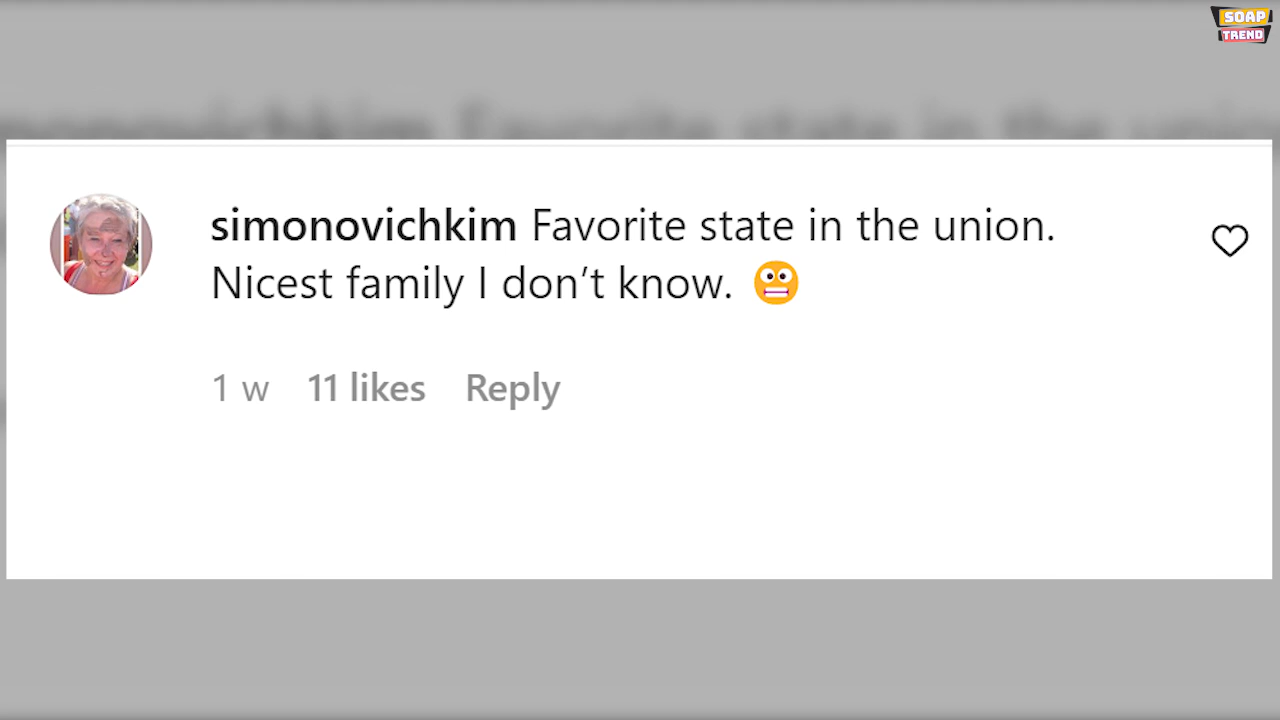 SOAP
TREND
simonovichkim Favorite state in the union.
Nicest family I don’t know. 😬
1 w 11 likes Reply